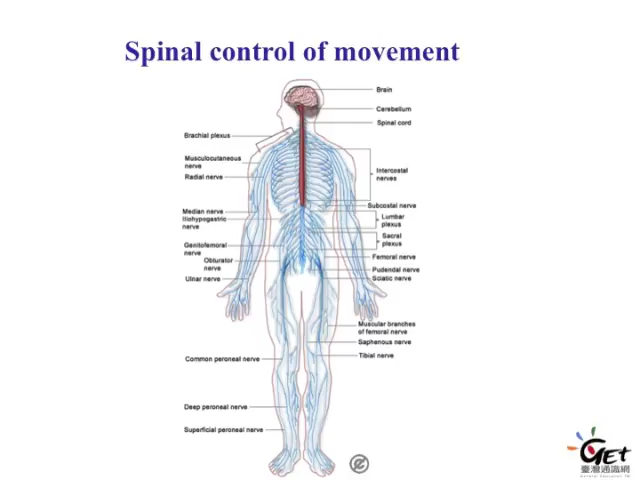 Spinal control of movement
Brain
Cerebellum
Spinal cord
Brachial plexus
Musculocutaneous
nerve
Radial nerve
Intercostal
nerves
Subcostal nerve
Median nerve
Iliohypogastric
nerve
Lumbar
plexus
Sacral
plexus
Genitofemoral
nerve
Obturator
nerve
Ulnar nerve
Femoral nerve
Pudendal nerve
Sciatic nerve
Muscular branches
of femoral nerve
Saphenous nerve
Tibial nerve
Common peroneal nerve
Deep peroneal nerve
Superficial peroneal nerve
GEt
臺灣通識網